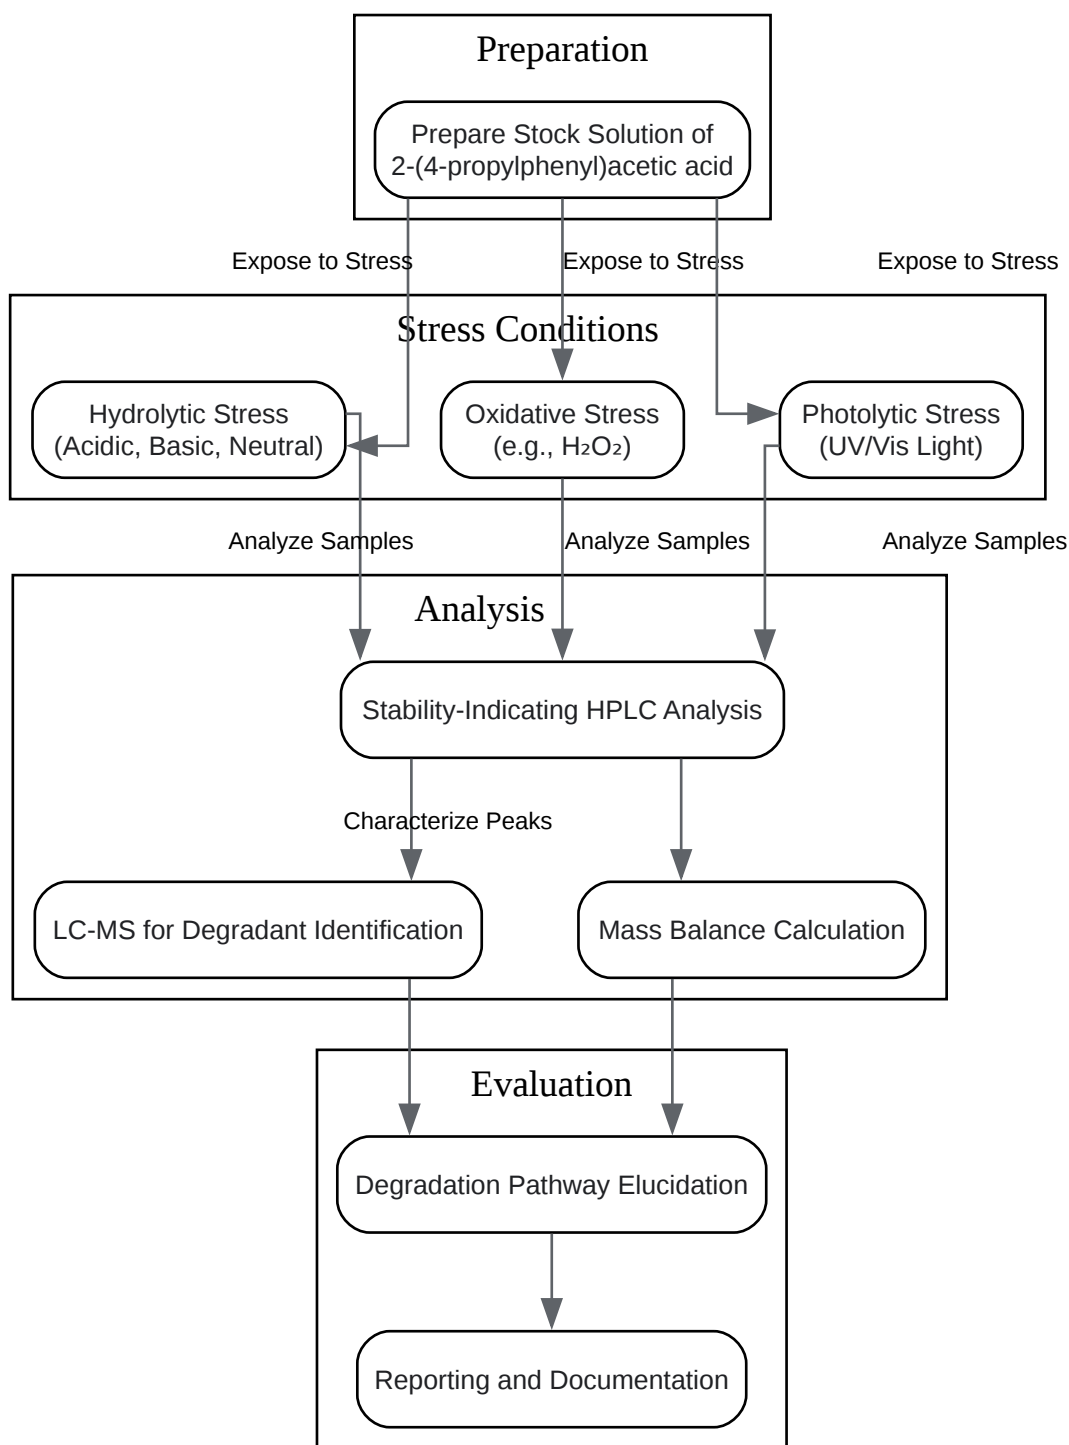 Preparation
Prepare Stock Solution of
2-(4-propylphenyl)acetic acid
Expose to Stress
Expose to Stress
Expose to Stress
Stress Conditions
Hydrolytic Stress
(Acidic, Basic, Neutral)
Oxidative Stress
(e.g., H₂O₂)
Photolytic Stress
(UV/Vis Light)
Analyze Samples
Analyze Samples
Analyze Samples
Analysis
Stability-Indicating HPLC Analysis
Characterize Peaks
LC-MS for Degradant Identification
Mass Balance Calculation
Evaluation
Degradation Pathway Elucidation
Reporting and Documentation